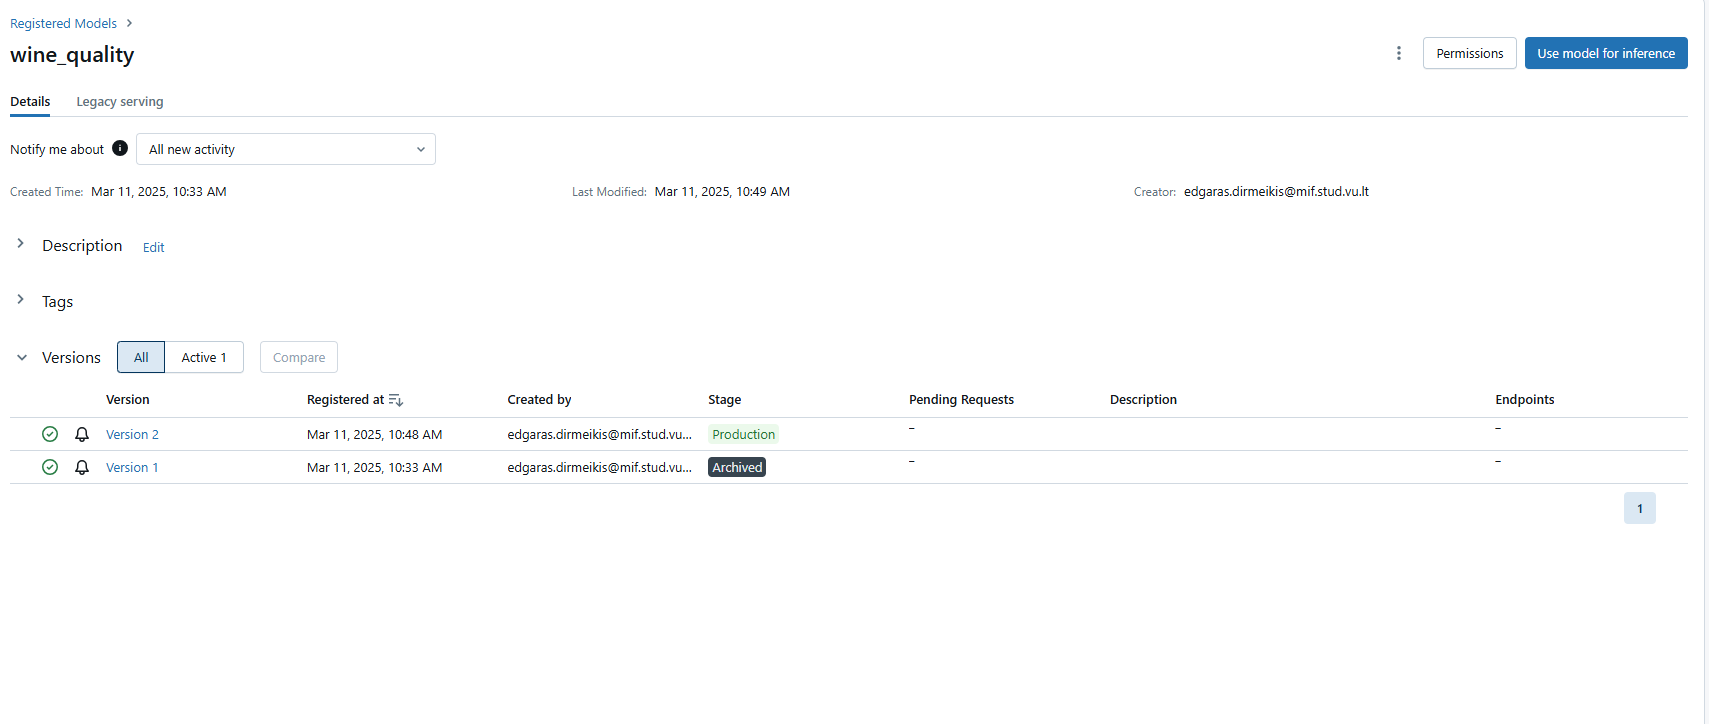 Registered Models
wine_quality
Permissions
Use model for inference
Details Legacy serving
Notify me about All new activity
Created Time: Mar 11, 2025, 10:33 AM Last Modified: Mar 11, 2025, 10:49 AM Creator: edgaras.dirmeikis@mif.stud.vu.lt
Description Edit
Tags
Versions All Active 1 Compare
Version Registered at Created by Stage Pending Requests Description Endpoints
Version 2 Mar 11, 2025, 10:48 AM edgaras.dirmeikis@mif.stud.vu... Production – –
Version 1 Mar 11, 2025, 10:33 AM edgaras.dirmeikis@mif.stud.vu... Archived – –
1